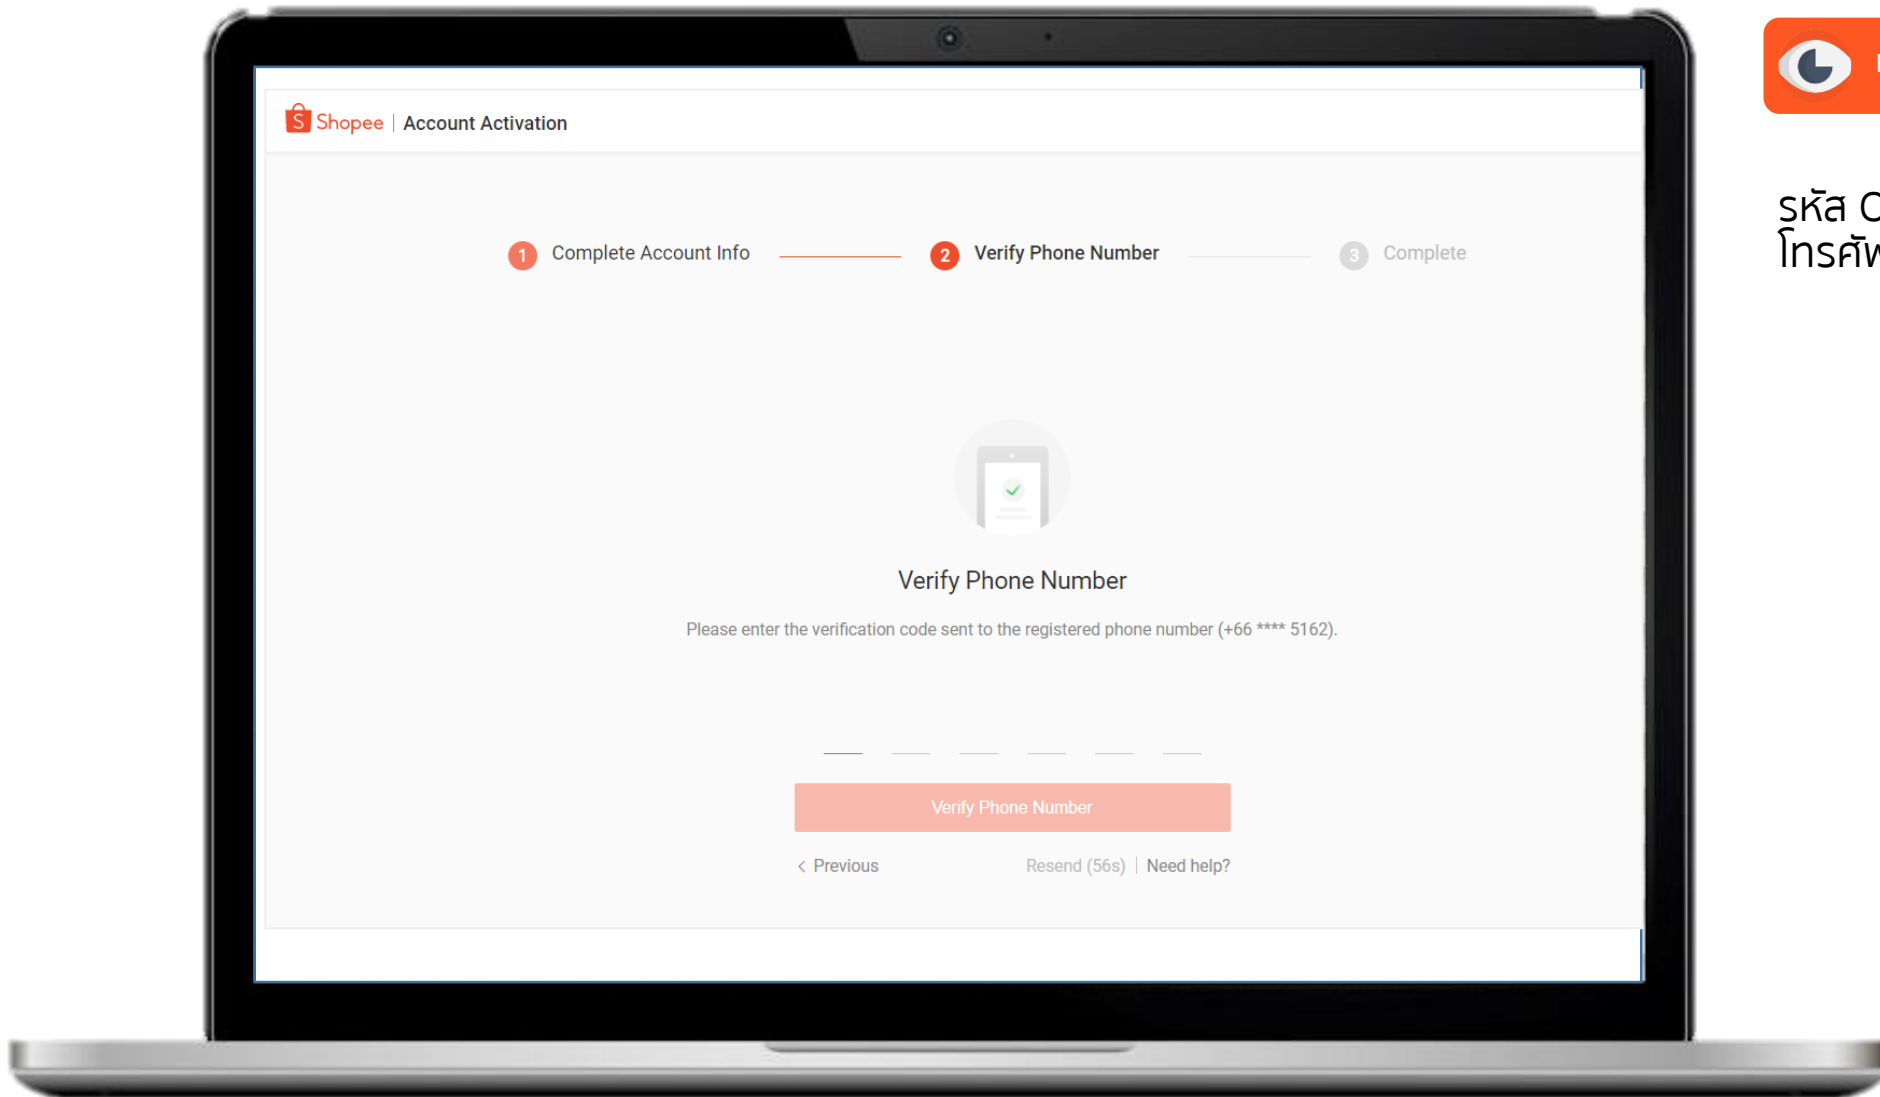 Shopee | Account Activation
1 Complete Account Info
2 Verify Phone Number
3 Complete
Verify Phone Number
Please enter the verification code sent to the registered phone number (+66 **** 5162).
Verify Phone Number
< Previous
Resend (56s) | Need help?
รหัส